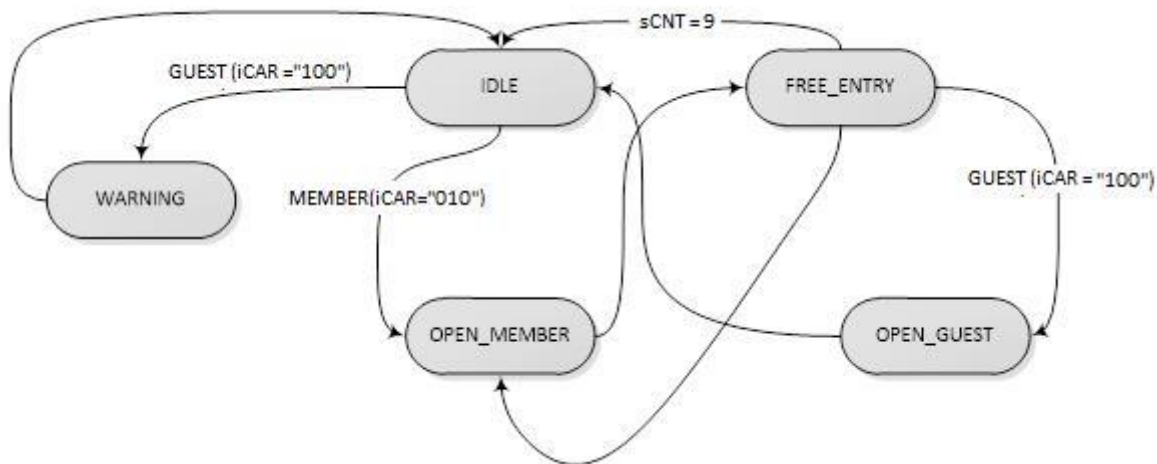 sCNT = 9
GUEST (iCAR ="100")
IDLE
FREE_ENTRY
WARNING
MEMBER(iCAR="010")
GUEST (iCAR = "100")
OPEN_MEMBER
OPEN_GUEST